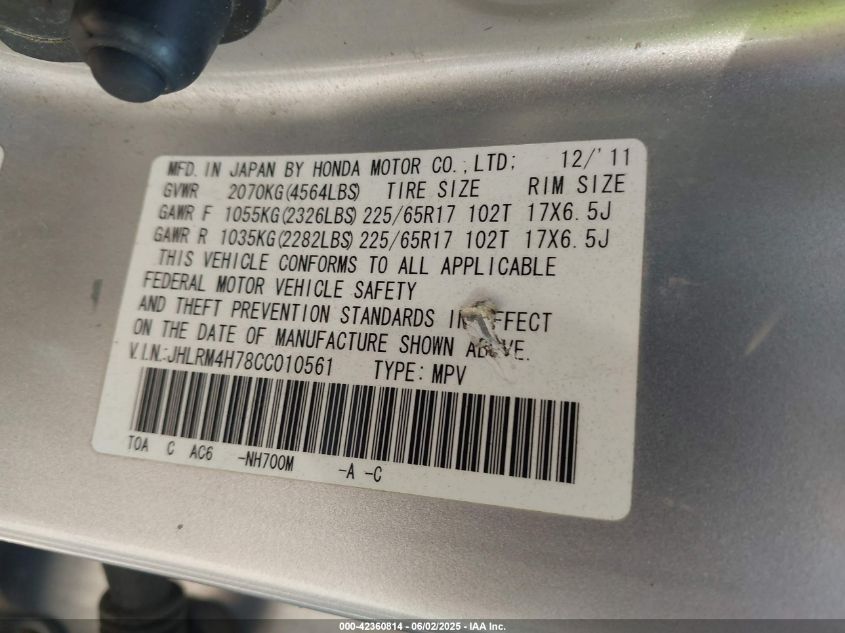 MFD. IN JAPAN BY HONDA MOTOR CO.,LTD; 12/'11
GVWR 2070KG(4564LBS) TIRE SIZE RIM SIZE
GAWR F 1055KG(2326LBS) 225/65R17 102T 17X6.5J
GAWR R 1035KG(2282LBS) 225/65R17 102T 17X6.5J
THIS VEHICLE CONFORMS TO ALL APPLICABLE
FEDERAL MOTOR VEHICLE SAFETY
AND THEFT PREVENTION STANDARDS IN EFFECT
ON THE DATE OF MANUFACTURE SHOWN ABOVE.
V.I.N.:JHLRM4H78CC010561 TYPE: MPV
TOA C AC6 -NH700M -A -C
000-42360814 - 06/02/2025 - IAA Inc.